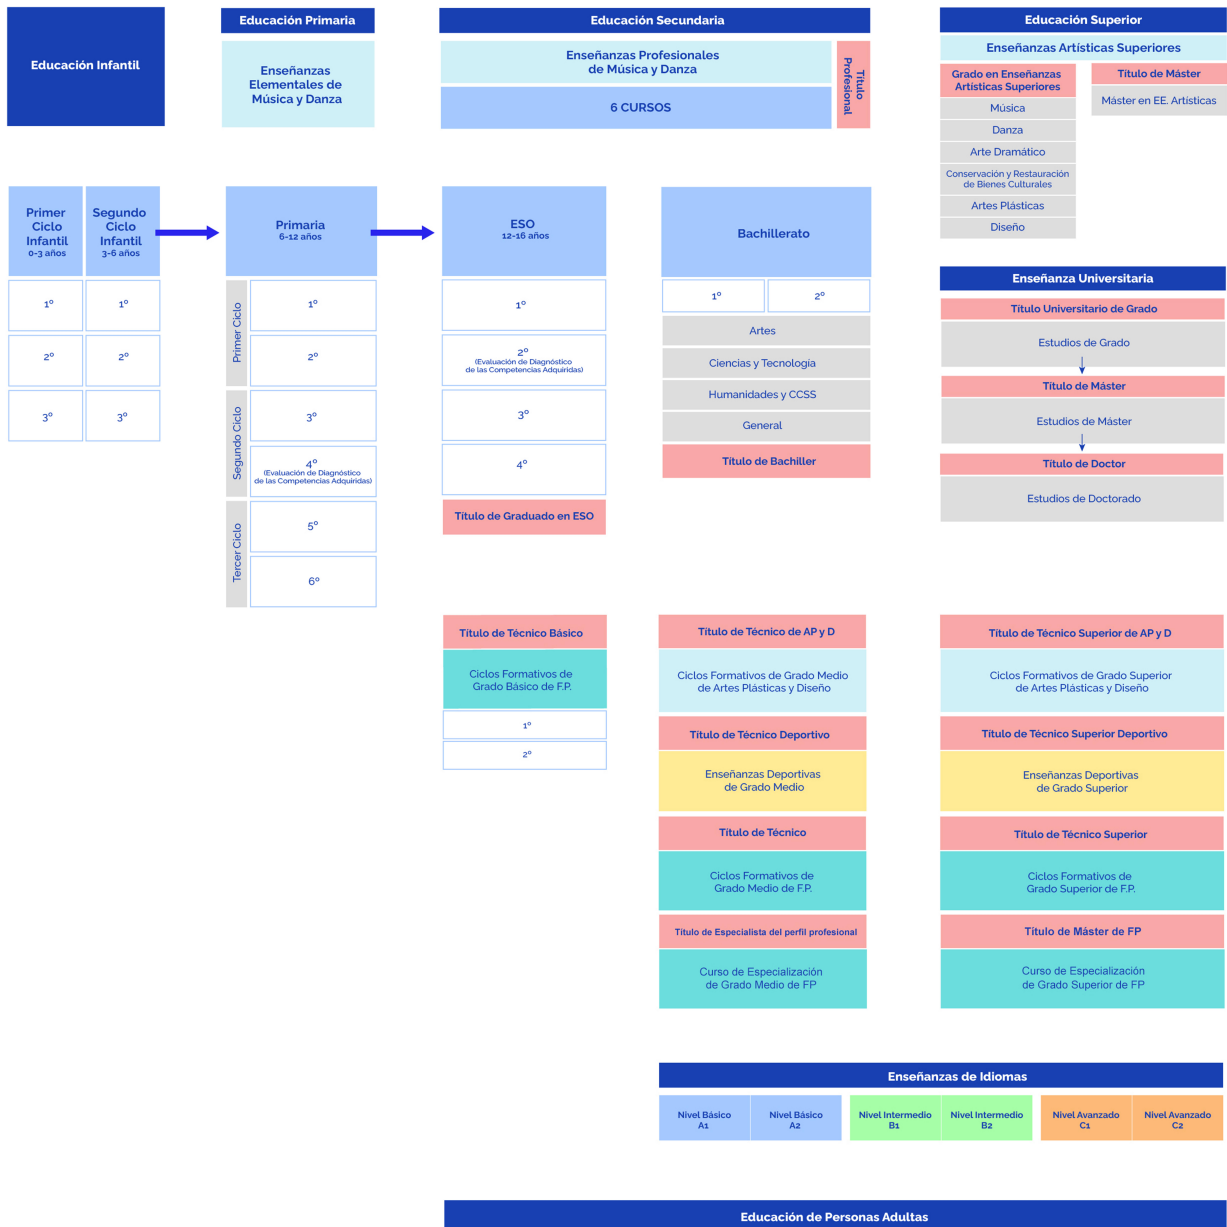 Educación Infantil
Educación Primaria
Enseñanzas
Elementales de
Música y Danza
Educación Secundaria
Enseñanzas Profesionales
de Música y Danza
6 CURSOS
Título
Profesional
Educación Superior
Enseñanzas Artísticas Superiores
Grado en Enseñanzas
Artísticas Superiores
Música
Danza
Arte Dramático
Conservación y Restauración
de Bienes Culturales
Artes Plásticas
Diseño
Título de Máster
Máster en EE. Artísticas
Primer
Ciclo
Infantil
0-3 años
1º
2º
3º
Segundo
Ciclo
Infantil
3-6 años
1º
2º
3º
Primaria
6-12 años
Primer Ciclo
1º
2º
Segundo Ciclo
3º
4º
(Evaluación de Diagnóstico
de las Competencias Adquiridas)
Tercer Ciclo
5º
6º
ESO
12-16 años
1º
2º
(Evaluación de Diagnóstico
de las Competencias Adquiridas)
3º
4º
Título de Graduado en ESO
Bachillerato
1º
2º
Artes
Ciencias y Tecnología
Humanidades y CCSS
General
Título de Bachiller
Enseñanza Universitaria
Título Universitario de Grado
Estudios de Grado
Título de Máster
Estudios de Máster
Título de Doctor
Estudios de Doctorado
Título de Técnico Básico
Ciclos Formativos de
Grado Básico de F.P.
1º
2º
Título de Técnico de AP y D
Ciclos Formativos de Grado Medio
de Artes Plásticas y Diseño
Título de Técnico Deportivo
Enseñanzas Deportivas
de Grado Medio
Título de Técnico
Ciclos Formativos de
Grado Medio de F.P.
Título de Especialista del perfil profesional
Curso de Especialización
de Grado Medio de FP
Título de Técnico Superior de AP y D
Ciclos Formativos de Grado Superior
de Artes Plásticas y Diseño
Título de Técnico Superior Deportivo
Enseñanzas Deportivas
de Grado Superior
Título de Técnico Superior
Ciclos Formativos de
Grado Superior de F.P.
Título de Máster de FP
Curso de Especialización
de Grado Superior de FP
Enseñanzas de Idiomas
Nivel Básico
A1
Nivel Básico
A2
Nivel Intermedio
B1
Nivel Intermedio
B2
Nivel Avanzado
C1
Nivel Avanzado
C2
Educación de Personas Adultas